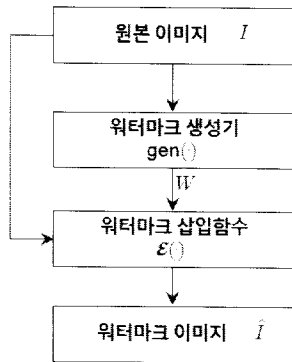 원본 이미지 I
워터마크 생성기
gen(·)
W
워터마크 삽입함수
ℰ(·)
워터마크 이미지 Î